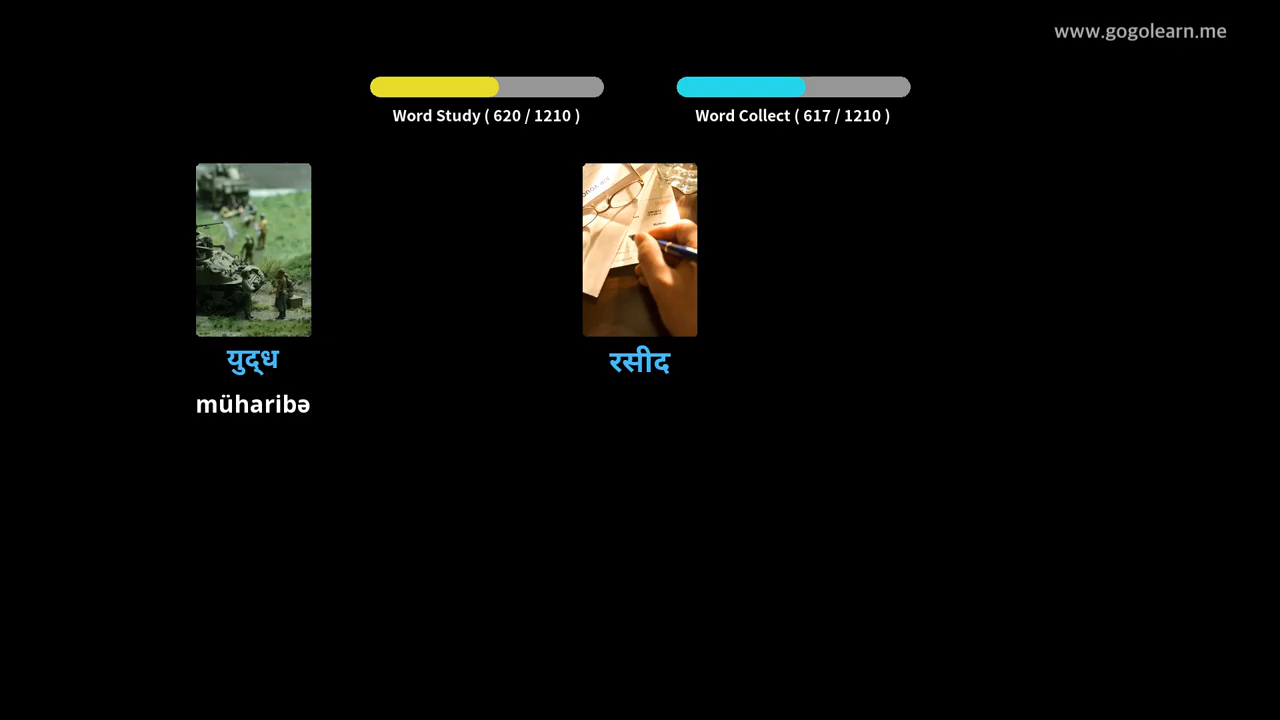 www.gogolearn.me
Word Study ( 620 / 1210 )
Word Collect ( 617 / 1210 )
युद्ध
रसीद
müharibə